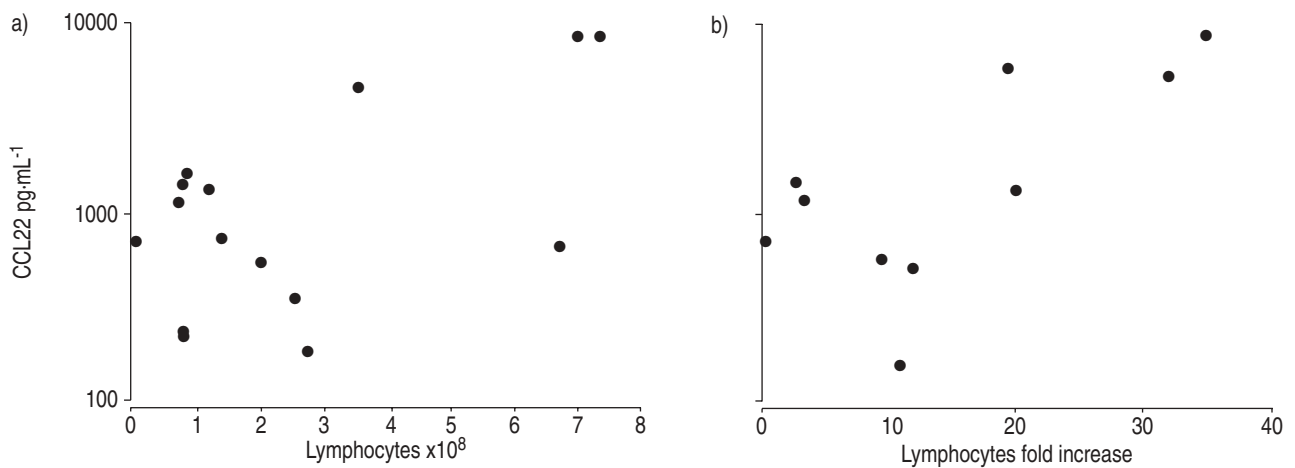 a)
10000
1000
100
CCL22 pg·mL⁻¹
0 1 2 3 4 5 6 7 8
Lymphocytes x10⁸
b)
0 10 20 30 40
Lymphocytes fold increase